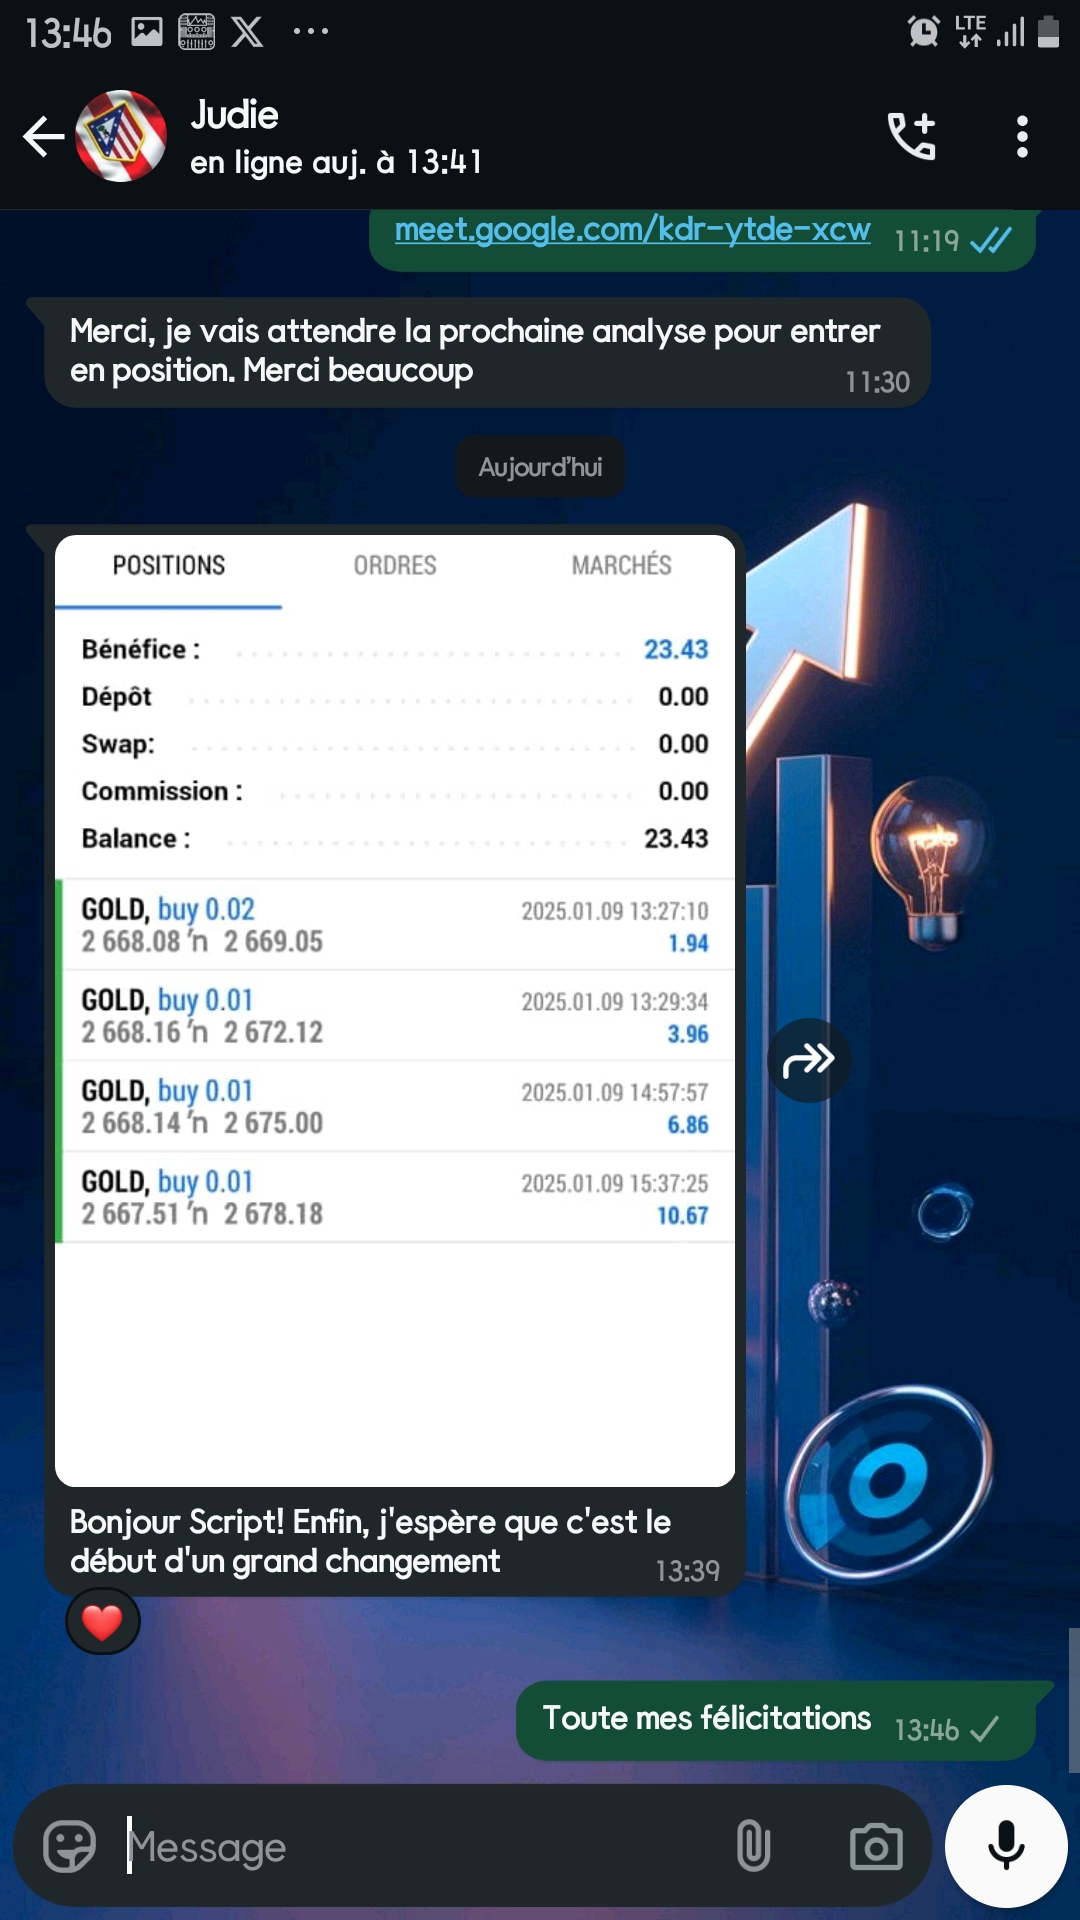 13:46
LTE
Judie
en ligne auj. à 13:41
meet.google.com/kdr-ytde-xcw 11:19
Merci, je vais attendre la prochaine analyse pour entrer
en position. Merci beaucoup
11:30
Aujourd'hui
POSITIONS ORDRES MARCHÉS
Bénéfice : 23.43
Dépôt 0.00
Swap: 0.00
Commission : 0.00
Balance : 23.43
GOLD, buy 0.02 2025.01.09 13:27:10
2 668.08 ’n 2 669.05 1.94
GOLD, buy 0.01 2025.01.09 13:29:34
2 668.16 ’n 2 672.12 3.96
GOLD, buy 0.01 2025.01.09 14:57:57
2 668.14 ’n 2 675.00 6.86
GOLD, buy 0.01 2025.01.09 15:37:25
2 667.51 ’n 2 678.18 10.67
Bonjour Script! Enfin, j'espère que c'est le
début d'un grand changement
13:39
Toute mes félicitations 13:46
Message